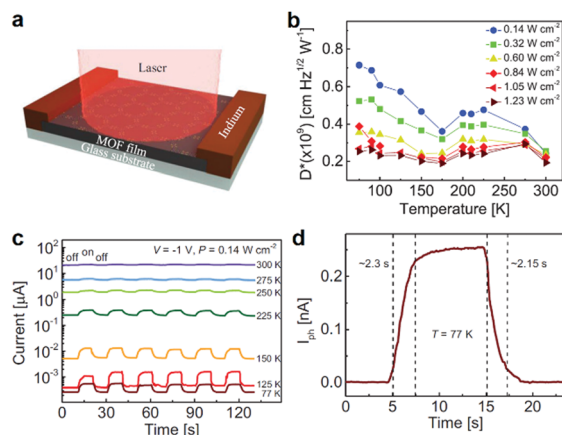 a
Laser
Indium
MOF film
Glass substrate
b
D*(x10⁹) [cm Hz^1/2 W⁻¹]
0.8
0.6
0.4
0.2
0.14 W cm⁻²
0.32 W cm⁻²
0.60 W cm⁻²
0.84 W cm⁻²
1.05 W cm⁻²
1.23 W cm⁻²
100 150 200 250 300
Temperature [K]
c
Current [µA]
10²
10¹
10⁰
10⁻¹
10⁻²
10⁻³
off on off
V = -1 V, P = 0.14 W cm⁻²
300 K
275 K
250 K
225 K
150 K
125 K
77 K
0 30 60 90 120
Time [s]
d
I_ph [nA]
0.2
0.1
0.0
~2.3 s
~2.15 s
T = 77 K
0 5 10 15 20
Time [s]